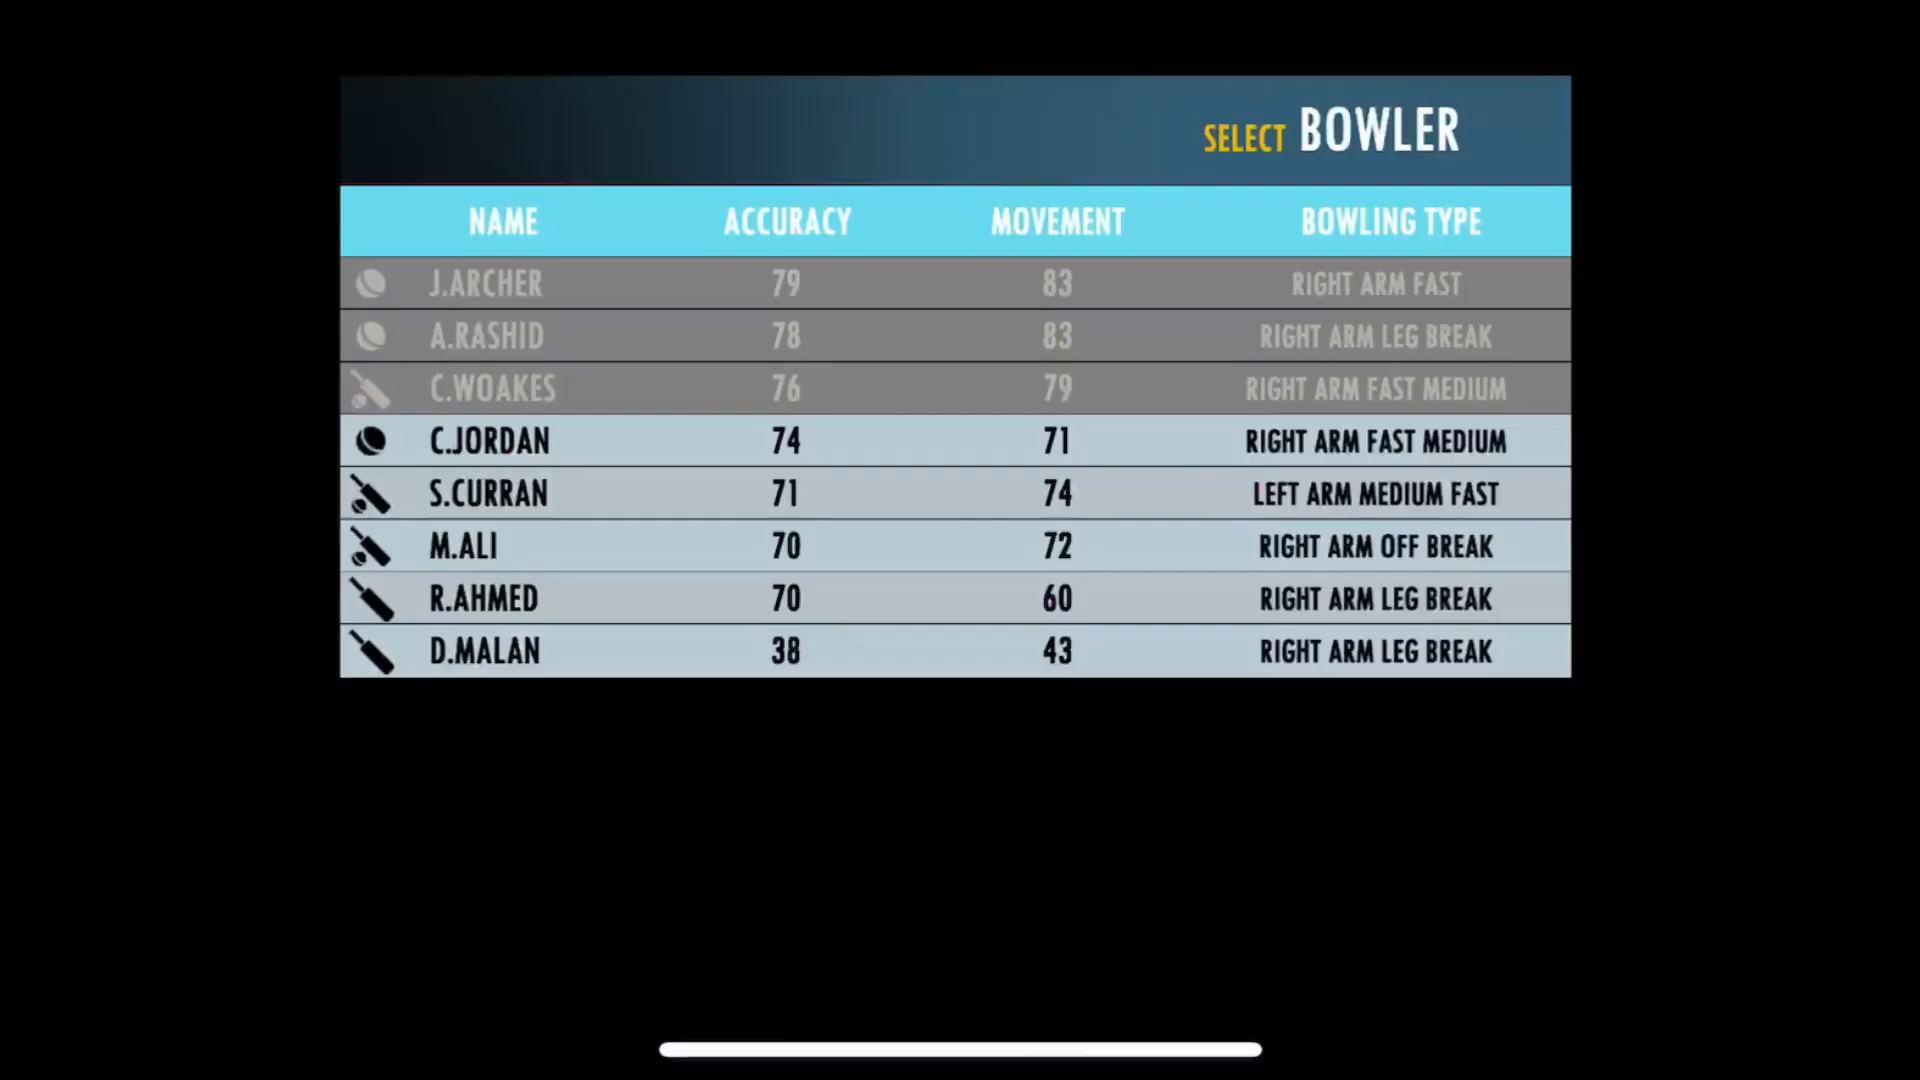 SELECT BOWLER
NAME ACCURACY MOVEMENT BOWLING TYPE
J.ARCHER 79 83 RIGHT ARM FAST
A.RASHID 78 83 RIGHT ARM LEG BREAK
C.WOAKES 76 79 RIGHT ARM FAST MEDIUM
C.JORDAN 74 71 RIGHT ARM FAST MEDIUM
S.CURRAN 71 74 LEFT ARM MEDIUM FAST
M.ALI 70 72 RIGHT ARM OFF BREAK
R.AHMED 70 60 RIGHT ARM LEG BREAK
D.MALAN 38 43 RIGHT ARM LEG BREAK